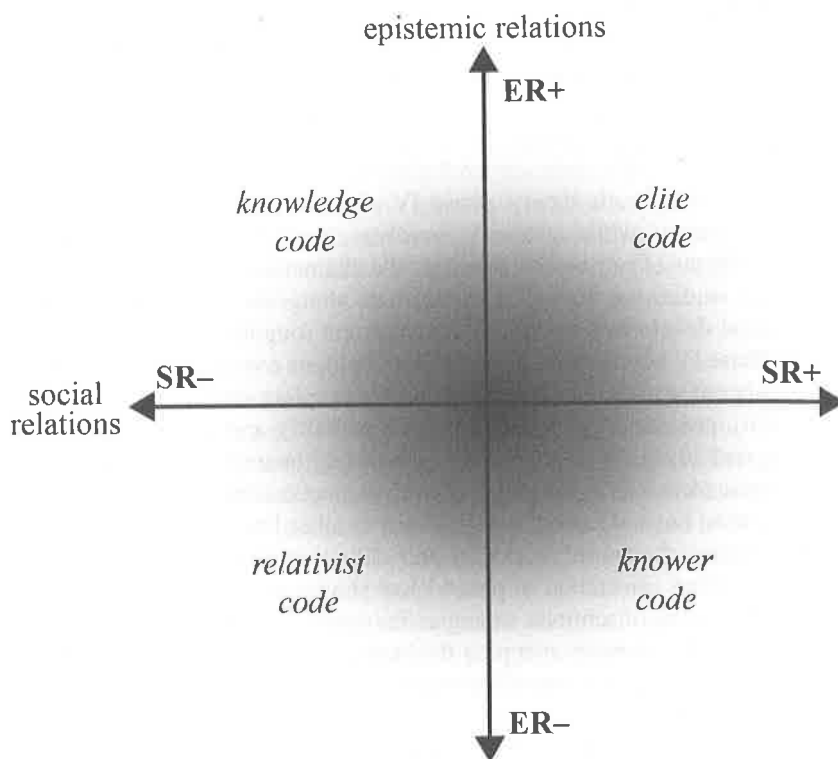 epistemic relations
ER+
knowledge
code
elite
code
SR–
SR+
social
relations
relativist
code
knower
code
ER–